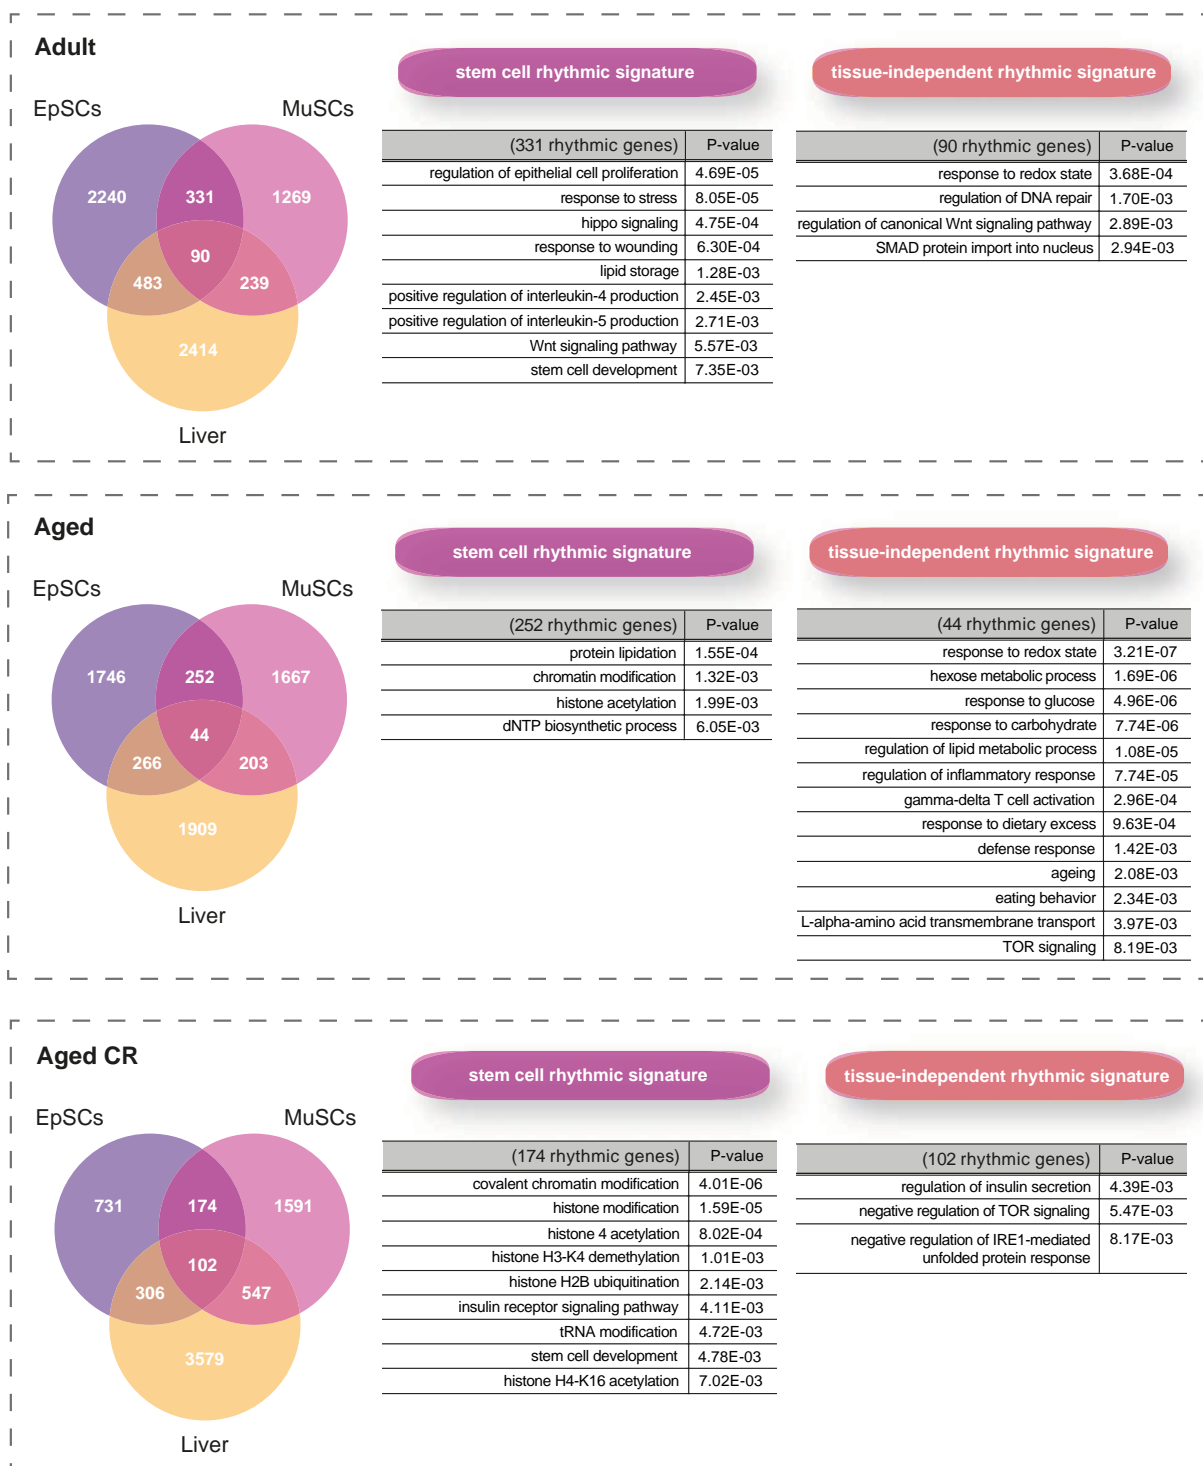 Adult
EpSCs
MuSCs
2240
331
1269
90
483
239
2414
Liver
stem cell rhythmic signature
(331 rhythmic genes) P-value
regulation of epithelial cell proliferation 4.69E-05
response to stress 8.05E-05
hippo signaling 4.75E-04
response to wounding 6.30E-04
lipid storage 1.28E-03
positive regulation of interleukin-4 production 2.45E-03
positive regulation of interleukin-5 production 2.71E-03
Wnt signaling pathway 5.57E-03
stem cell development 7.35E-03
tissue-independent rhythmic signature
(90 rhythmic genes) P-value
response to redox state 3.68E-04
regulation of DNA repair 1.70E-03
regulation of canonical Wnt signaling pathway 2.89E-03
SMAD protein import into nucleus 2.94E-03
Aged
EpSCs
MuSCs
1746
252
1667
44
266
203
1909
Liver
stem cell rhythmic signature
(252 rhythmic genes) P-value
protein lipidation 1.55E-04
chromatin modification 1.32E-03
histone acetylation 1.99E-03
dNTP biosynthetic process 6.05E-03
tissue-independent rhythmic signature
(44 rhythmic genes) P-value
response to redox state 3.21E-07
hexose metabolic process 1.69E-06
response to glucose 4.96E-06
response to carbohydrate 7.74E-06
regulation of lipid metabolic process 1.08E-05
regulation of inflammatory response 7.74E-05
gamma-delta T cell activation 2.96E-04
response to dietary excess 9.63E-04
defense response 1.42E-03
ageing 2.08E-03
eating behavior 2.34E-03
L-alpha-amino acid transmembrane transport 3.97E-03
TOR signaling 8.19E-03
Aged CR
EpSCs
MuSCs
731
174
1591
102
306
547
3579
Liver
stem cell rhythmic signature
(174 rhythmic genes) P-value
covalent chromatin modification 4.01E-06
histone modification 1.59E-05
histone 4 acetylation 8.02E-04
histone H3-K4 demethylation 1.01E-03
histone H2B ubiquitination 2.14E-03
insulin receptor signaling pathway 4.11E-03
tRNA modification 4.72E-03
stem cell development 4.78E-03
histone H4-K16 acetylation 7.02E-03
tissue-independent rhythmic signature
(102 rhythmic genes) P-value
regulation of insulin secretion 4.39E-03
negative regulation of TOR signaling 5.47E-03
negative regulation of IRE1-mediated 8.17E-03
unfolded protein response